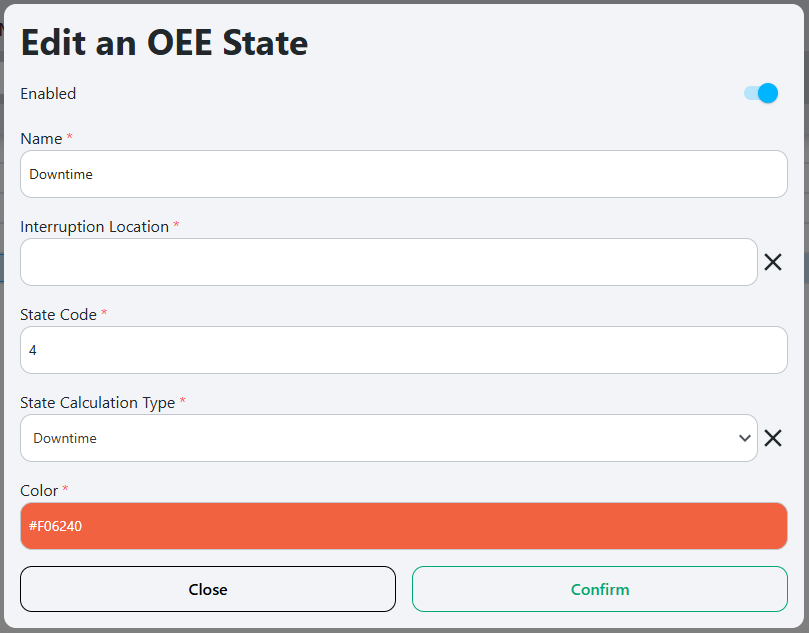 Edit an OEE State
Enabled
Name *
Downtime
Interruption Location *
State Code *
4
State Calculation Type *
Downtime
Color *
#F06240
Close
Confirm